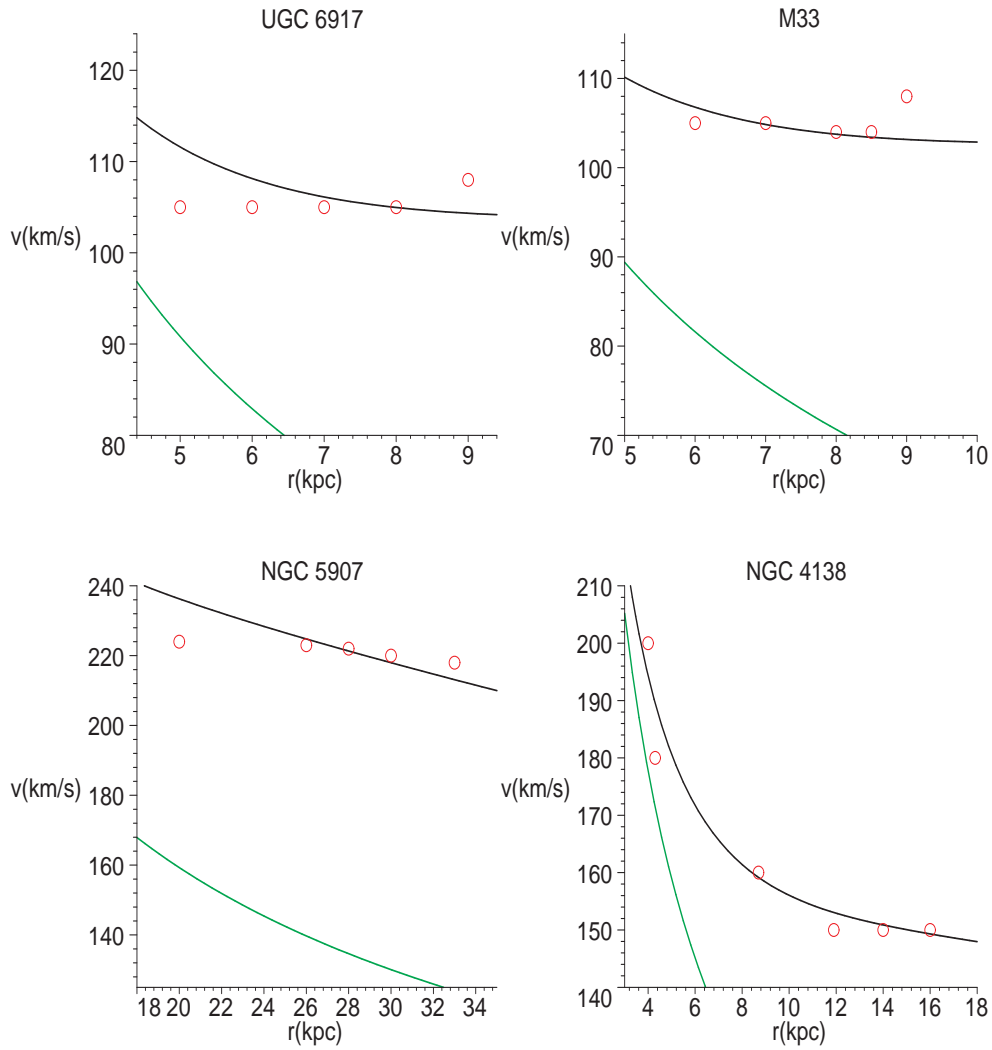 UGC 6917
120
110
v(km/s)
100
90
80
5 6 7 8 9
r(kpc)
M33
110
100
v(km/s)
90
80
70
5 6 7 8 9 10
r(kpc)
NGC 5907
240
220
200
v(km/s)
180
160
140
18 20 22 24 26 28 30 32 34
r(kpc)
NGC 4138
210
200
190
180
v(km/s)
170
160
150
140
4 6 8 10 12 14 16 18
r(kpc)